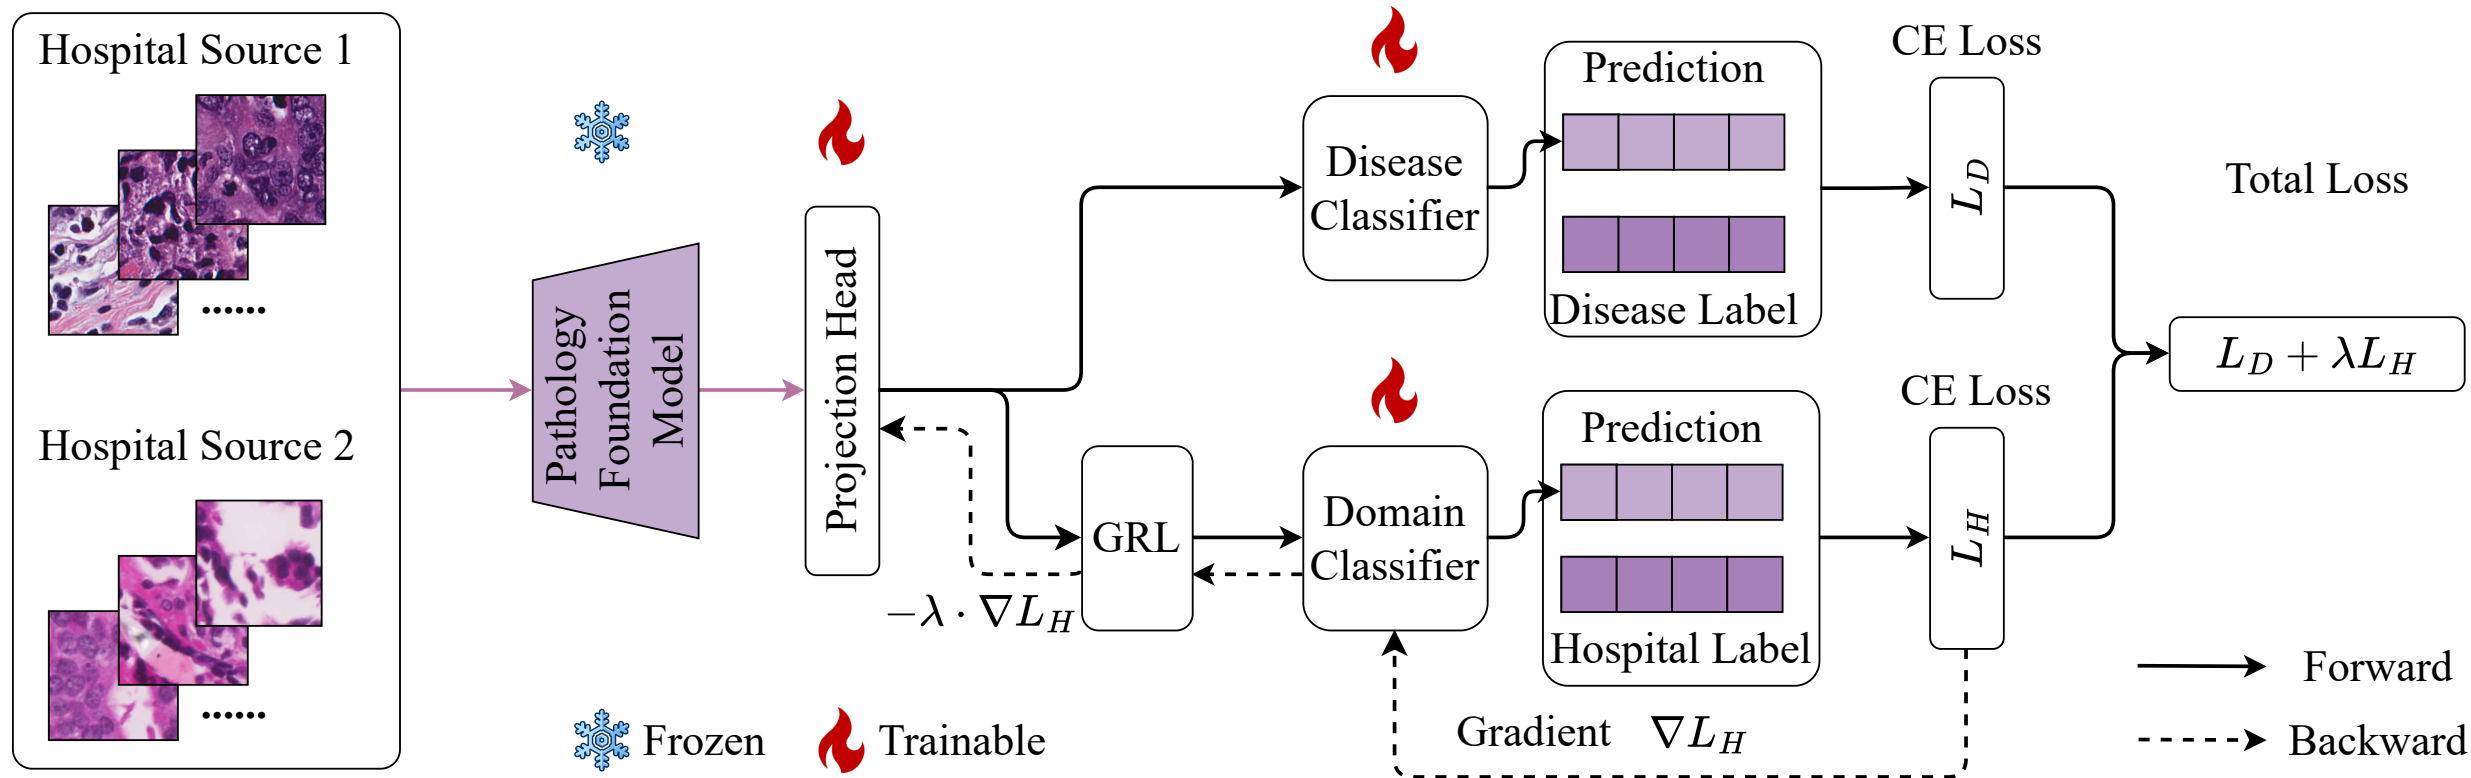 Hospital Source 1
......
Hospital Source 2
......
Pathology
Foundation
Model
Projection Head
Disease
Classifier
Prediction
Disease Label
CE Loss
L_D
Total Loss
L_D + λL_H
GRL
−λ · ∇L_H
Domain
Classifier
Prediction
Hospital Label
CE Loss
L_H
Gradient ∇L_H
Frozen
Trainable
Forward
Backward